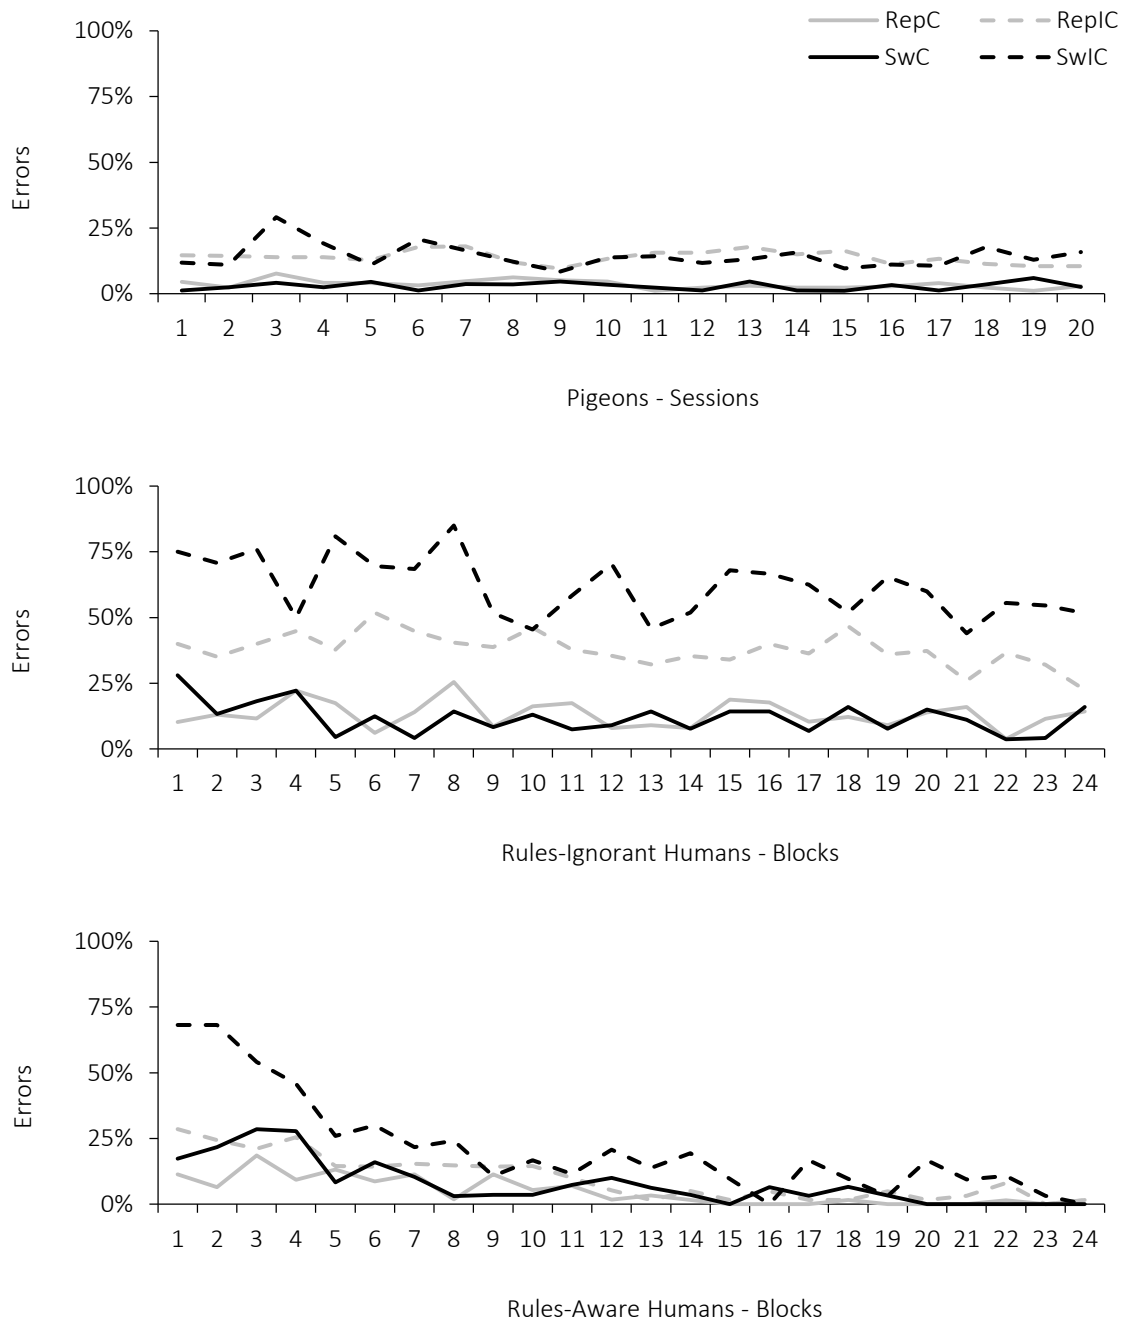 RepC RepIC
SwC SwIC
100%
75%
50%
25%
0%
Errors
1 2 3 4 5 6 7 8 9 10 11 12 13 14 15 16 17 18 19 20
Pigeons - Sessions
100%
75%
50%
25%
0%
Errors
1 2 3 4 5 6 7 8 9 10 11 12 13 14 15 16 17 18 19 20 21 22 23 24
Rules-Ignorant Humans - Blocks
100%
75%
50%
25%
0%
Errors
1 2 3 4 5 6 7 8 9 10 11 12 13 14 15 16 17 18 19 20 21 22 23 24
Rules-Aware Humans - Blocks